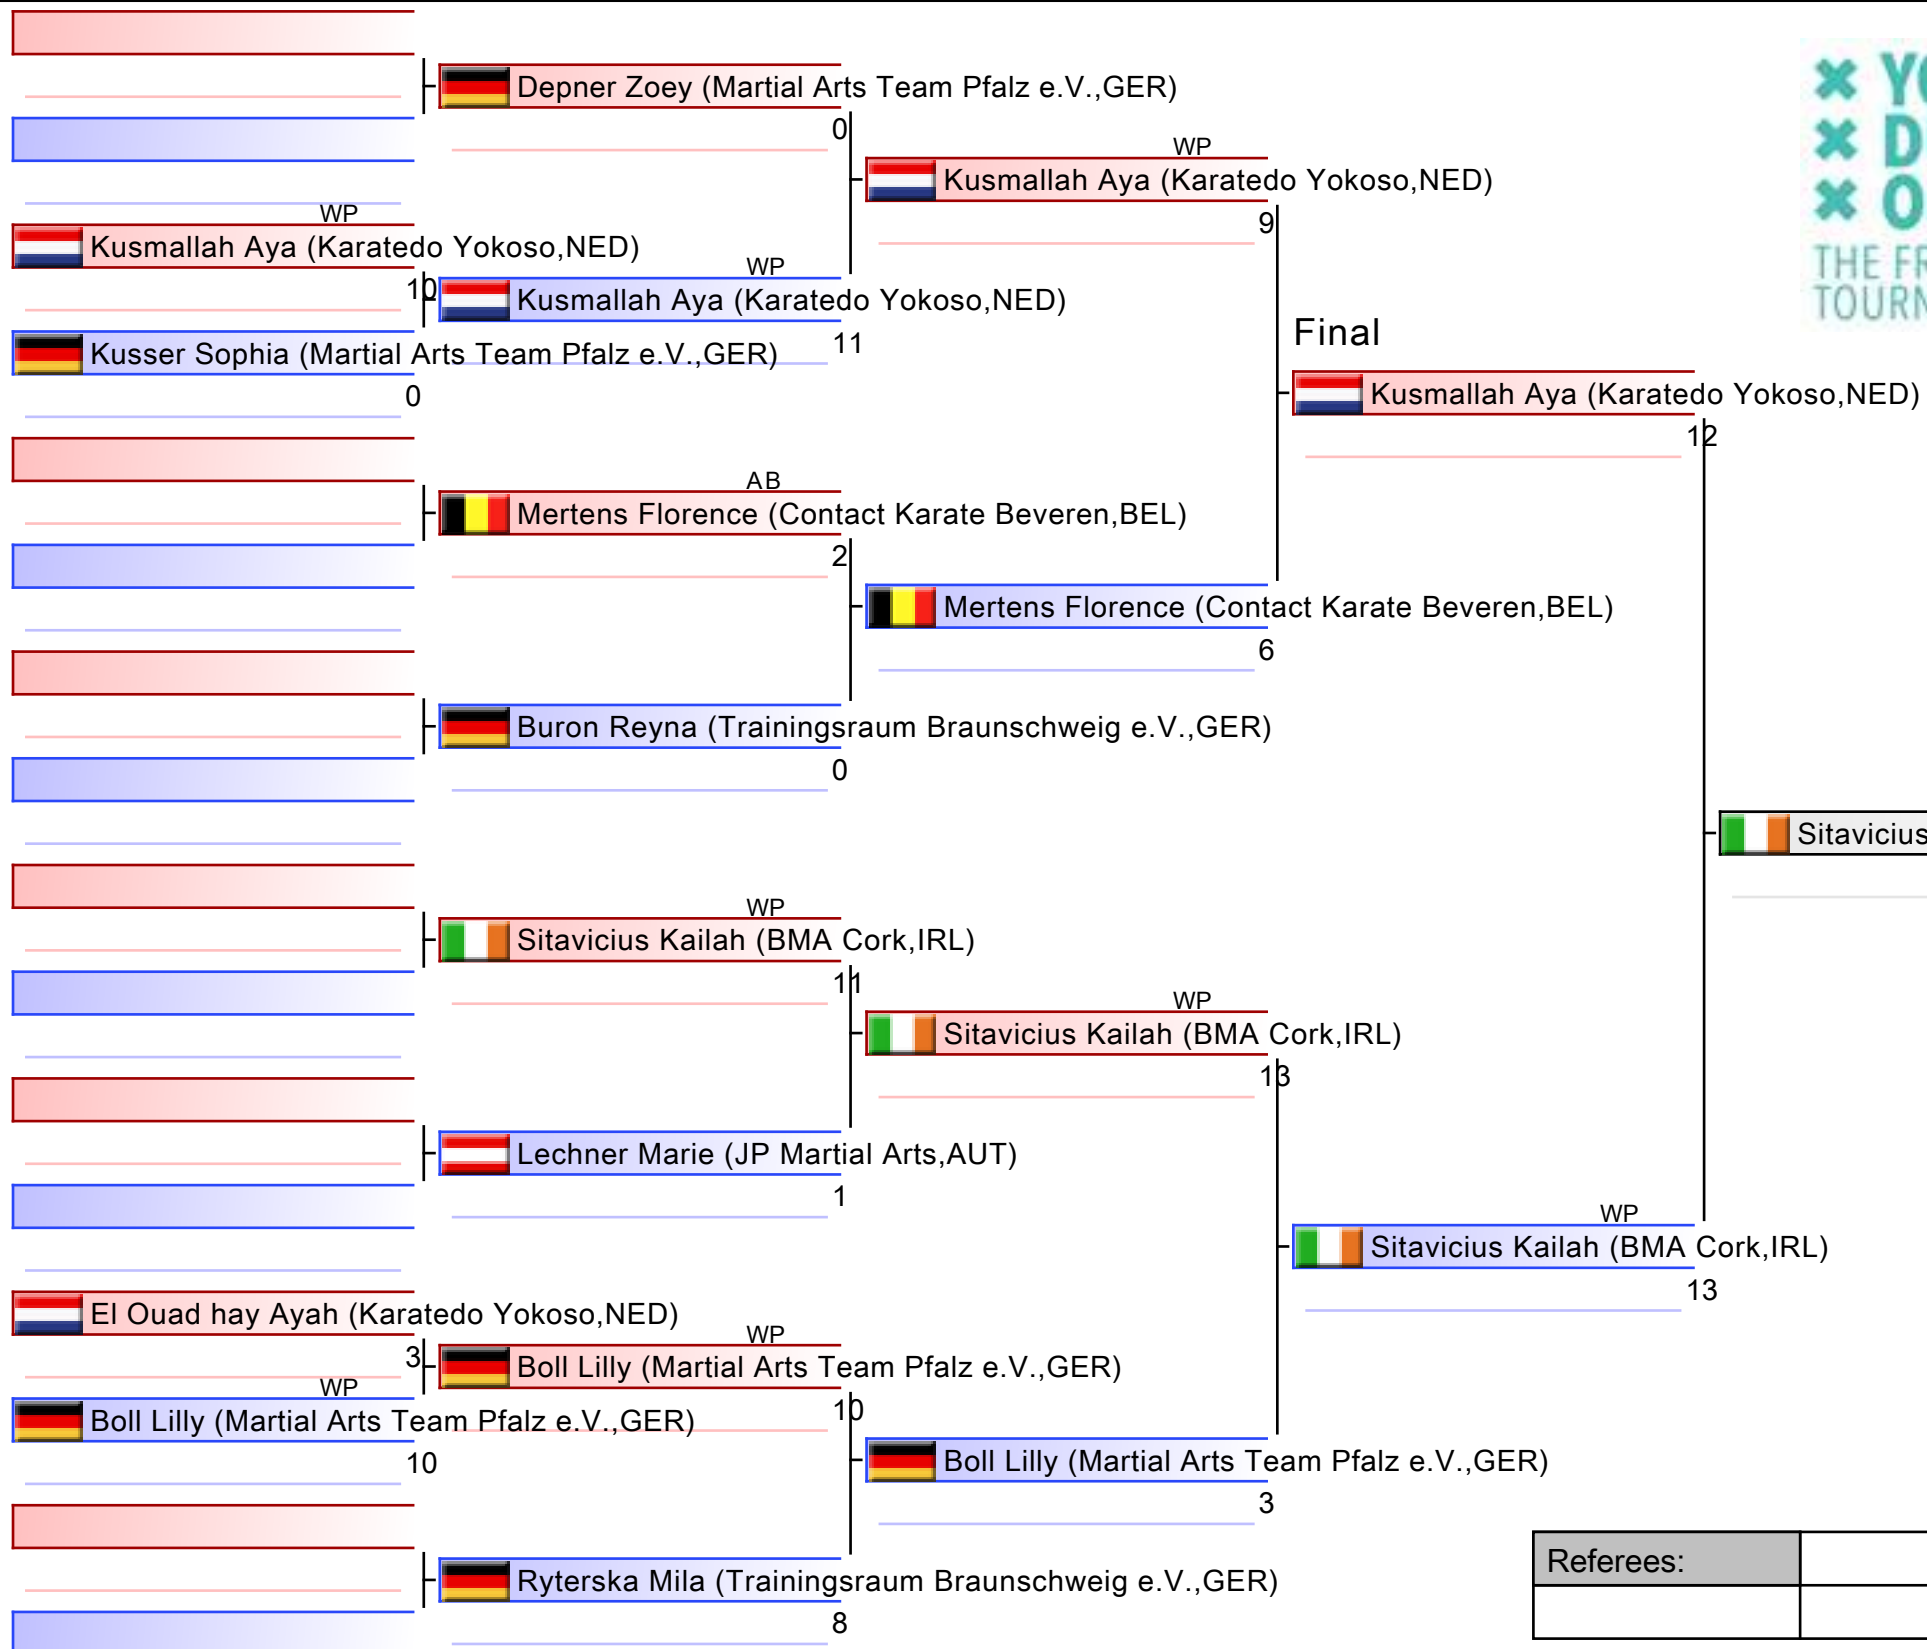 Depner Zoey (Martial Arts Team Pfalz e.V.,GER)
0
WP
Kusmallah Aya (Karatedo Yokoso,NED)
9
WP
Kusmallah Aya (Karatedo Yokoso,NED)
10
WP
Kusmallah Aya (Karatedo Yokoso,NED)
11
Kusser Sophia (Martial Arts Team Pfalz e.V.,GER)
0
THE FR
TOURN
Final
Kusmallah Aya (Karatedo Yokoso,NED)
12
AB
Mertens Florence (Contact Karate Beveren,BEL)
2
Mertens Florence (Contact Karate Beveren,BEL)
6
Buron Reyna (Trainingsraum Braunschweig e.V.,GER)
0
Sitavicius
WP
Sitavicius Kailah (BMA Cork,IRL)
11
WP
Sitavicius Kailah (BMA Cork,IRL)
13
Lechner Marie (JP Martial Arts,AUT)
1
WP
Sitavicius Kailah (BMA Cork,IRL)
13
El Ouad hay Ayah (Karatedo Yokoso,NED)
3
WP
Boll Lilly (Martial Arts Team Pfalz e.V.,GER)
10
WP
Boll Lilly (Martial Arts Team Pfalz e.V.,GER)
10
Boll Lilly (Martial Arts Team Pfalz e.V.,GER)
3
Ryterska Mila (Trainingsraum Braunschweig e.V.,GER)
8
Referees: